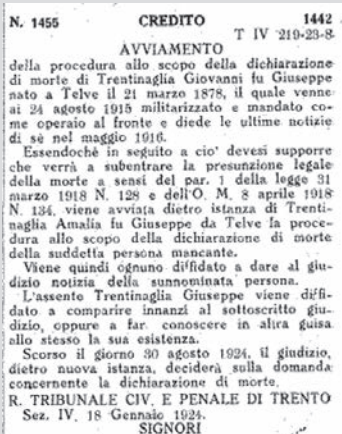 N. 1455 CREDITO 1442
T IV 219-23-8
AVVIAMENTO
della procedura allo scopo della dichiarazione
di morte di Trentinaglia Giovanni fu Giuseppe
nato a Telve il 21 marzo 1878, il quale venne
ai 24 agosto 1915 militarizzato e mandato co-
me operaio al fronte e diede le ultime notizie
di sè nel maggio 1916.
Essendochè in seguito a cio' devesi supporre
che verrà a subentrare la presunzione legale
della morte a sensi del par. 1 della legge 31
marzo 1918 N. 128 e dell'O. M. 8 aprile 1918
N. 134, viene avviata dietro istanza di Trenti-
naglia Amalia fu Giuseppe da Telve la proce-
dura allo scopo della dichiarazione di morte
della suddetta persona mancante.
Viene quindi ognuno diffidato a dare al giu-
dizio notizia della sunnominata persona.
L'assento Trentinaglia Giuseppe viene diffi-
dato a comparire innanzi al sottoscritto giu-
dizio, oppure a far conoscere in altra guisa
allo stesso la sua esistenza.
Scorso il giorno 30 agosto 1924, il giudizio,
dietro nuova istanza, deciderà sulla domanda
concernente la dichiarazione di morte.
R. TRIBUNALE CIV. E PENALE DI TRENTO
Sez. IV, 18 Gennaio 1924.
SIGNORI